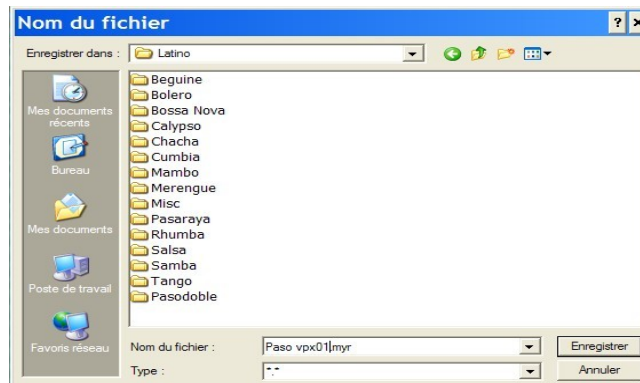 Nom du fichier
Enregistrer dans : Latino
Mes documents récents
Bureau
Mes documents
Poste de travail
Favoris réseau
Beguine
Bolero
Bossa Nova
Calypso
Chacha
Cumbia
Mambo
Merengue
Misc
Pasaraya
Rhumba
Salsa
Samba
Tango
Pasodoble
Nom du fichier : Paso vpx01.myr Enregistrer
Type : *.* Annuler